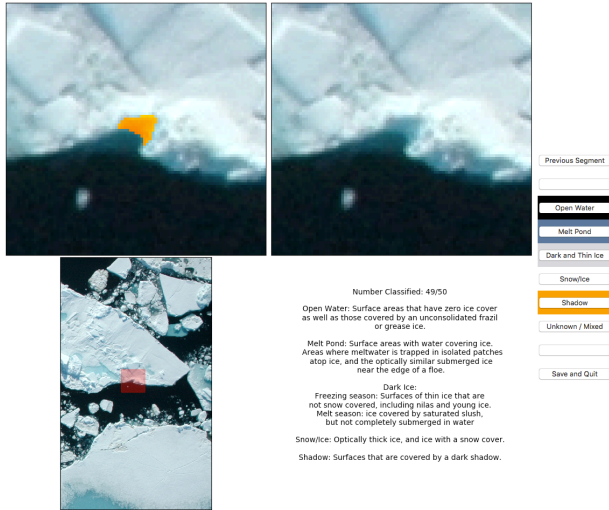 Previous Segment
Open Water
Melt Pond
Dark and Thin Ice
Snow/Ice
Shadow
Unknown / Mixed
Save and Quit
Number Classified: 49/50
Open Water: Surface areas that have zero ice cover
as well as those covered by an unconsolidated frazil
or grease ice.
Melt Pond: Surface areas with water covering ice.
Areas where meltwater is trapped in isolated patches
atop ice, and the optically similar submerged ice
near the edge of a floe.
Dark Ice:
Freezing season: Surfaces of thin ice that are
not snow covered, including nilas and young ice.
Melt season: ice covered by saturated slush,
but not completely submerged in water
Snow/Ice: Optically thick ice, and ice with a snow cover.
Shadow: Surfaces that are covered by a dark shadow.